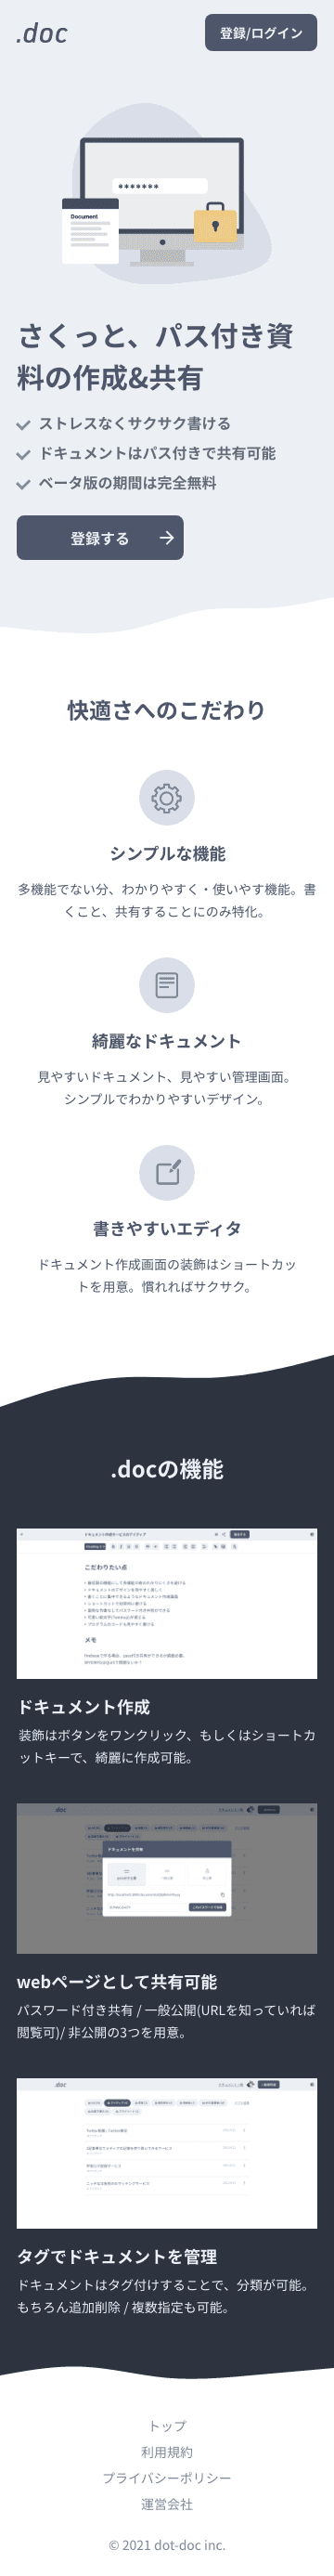 .doc
登録/ログイン
*******
Document
さくっと、パス付き資
料の作成&共有
ストレスなくサクサク書ける
ドキュメントはパス付きで共有可能
ベータ版の期間は完全無料
登録する
快適さへのこだわり
シンプルな機能
多機能でない分、わかりやすく・使いやす機能。書
くこと、共有することにのみ特化。
綺麗なドキュメント
見やすいドキュメント、見やすい管理画面。
シンプルでわかりやすいデザイン。
書きやすいエディタ
ドキュメント作成画面の装飾はショートカッ
トを用意。慣れればサクサク。
.docの機能
こだわりたい点
メモ
ドキュメント作成
装飾はボタンをワンクリック、もしくはショートカ
ットキーで、綺麗に作成可能。
.doc
ドキュメントを共有
webページとして共有可能
パスワード付き共有 / 一般公開(URLを知っていれば
閲覧可)/ 非公開の3つを用意。
.doc
タグでドキュメントを管理
ドキュメントはタグ付けすることで、分類が可能。
もちろん追加削除 / 複数指定も可能。
トップ
利用規約
プライバシーポリシー
運営会社
© 2021 dot-doc inc.